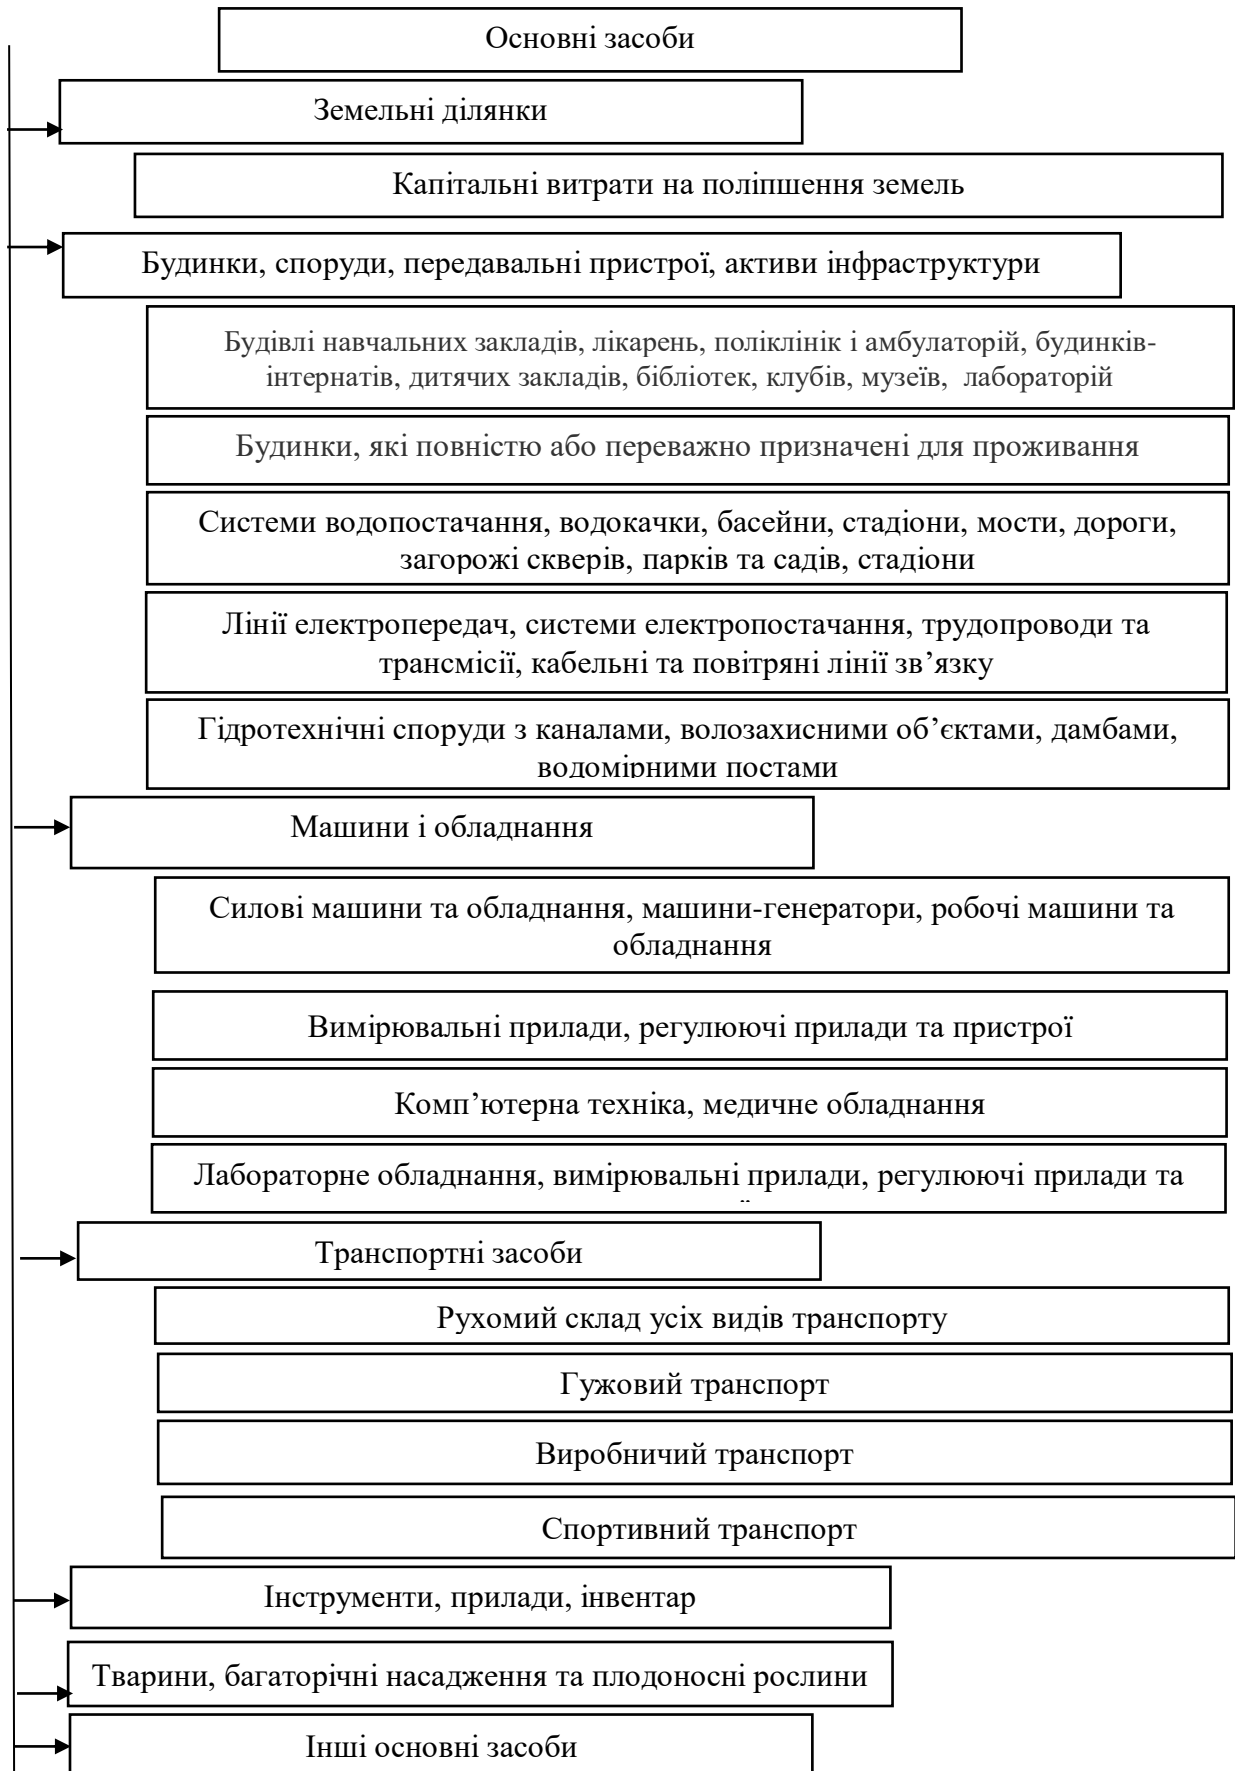 Основні засоби
Земельні ділянки
Капітальні витрати на поліпшення земель
Будинки, споруди, передавальні пристрої, активи інфраструктури
Будівлі навчальних закладів, лікарень, поліклінік і амбулаторій, будинків-
інтернатів, дитячих закладів, бібліотек, клубів, музеїв, лабораторій
Будинки, які повністю або переважно призначені для проживання
Системи водопостачання, водокачки, басейни, стадіони, мости, дороги,
загорожі скверів, парків та садів, стадіони
Лінії електропередач, системи електропостачання, трудопроводи та
трансмісії, кабельні та повітряні лінії зв’язку
Гідротехнічні споруди з каналами, волозахисними об’єктами, дамбами,
водомірними постами
Машини і обладнання
Силові машини та обладнання, машини-генератори, робочі машини та
обладнання
Вимірювальні прилади, регулюючі прилади та пристрої
Комп’ютерна техніка, медичне обладнання
Лабораторне обладнання, вимірювальні прилади, регулюючі прилади та
Транспортні засоби
Рухомий склад усіх видів транспорту
Гужовий транспорт
Виробничий транспорт
Спортивний транспорт
Інструменти, прилади, інвентар
Тварини, багаторічні насадження та плодоносні рослини
Інші основні засоби